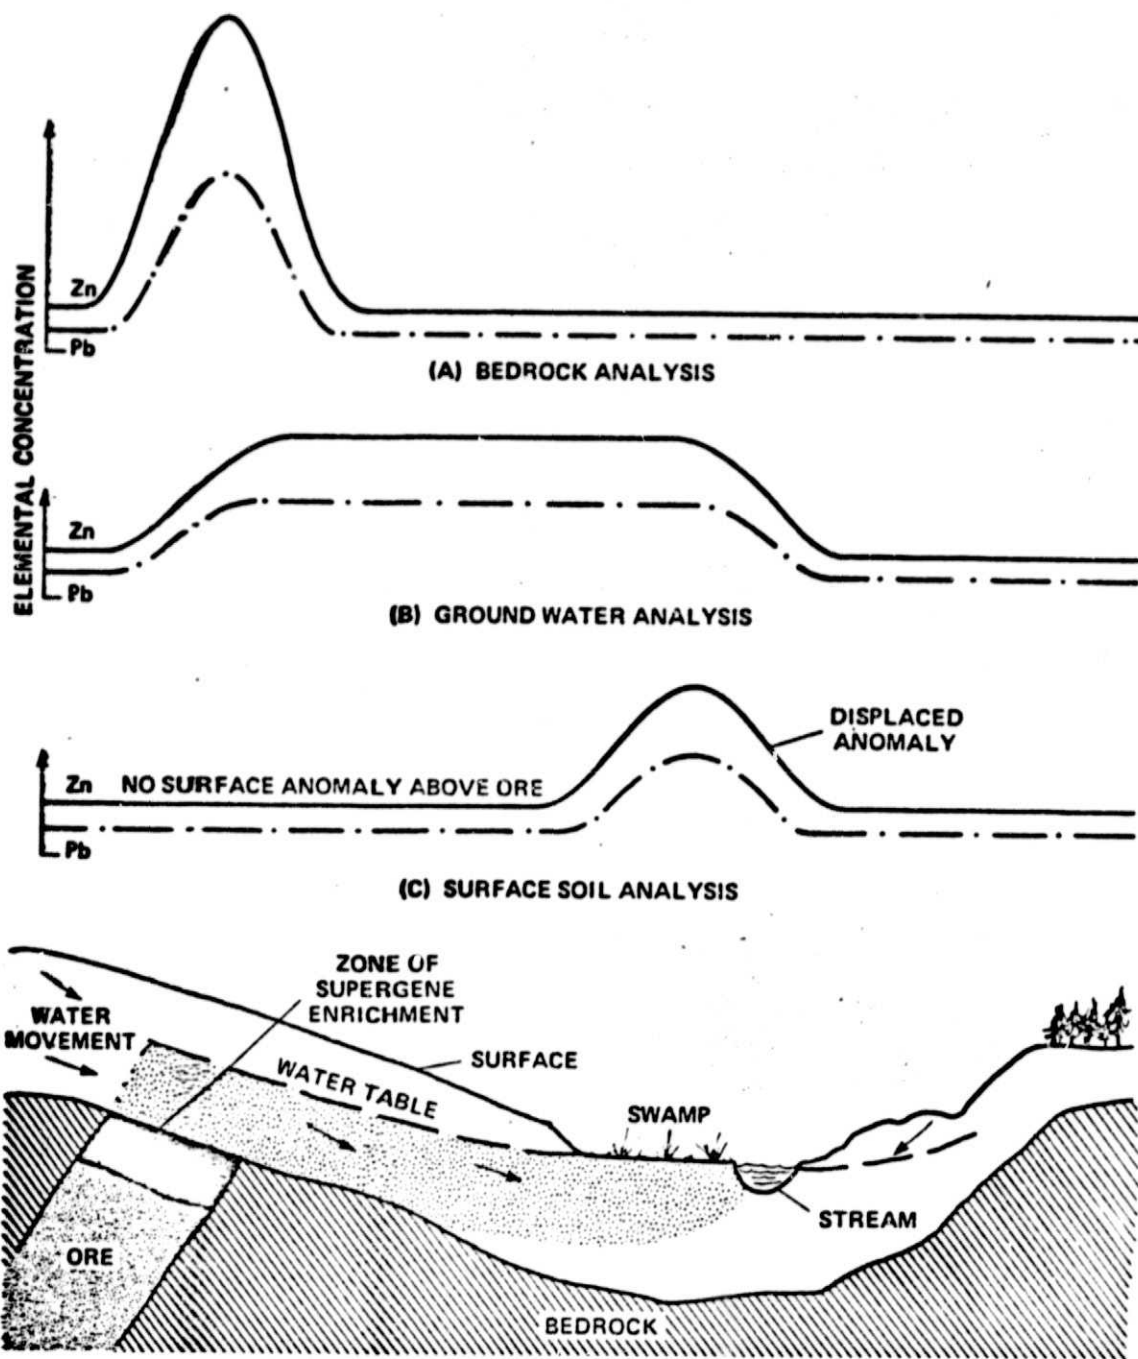 ELEMENTAL CONCENTRATION
Zn
Pb
(A) BEDROCK ANALYSIS
Zn
Pb
(B) GROUND WATER ANALYSIS
DISPLACED
ANOMALY
Zn NO SURFACE ANOMALY ABOVE ORE
Pb
(C) SURFACE SOIL ANALYSIS
ZONE OF
SUPERGENE
ENRICHMENT
WATER
MOVEMENT
SURFACE
WATER TABLE
SWAMP
STREAM
ORE
BEDROCK